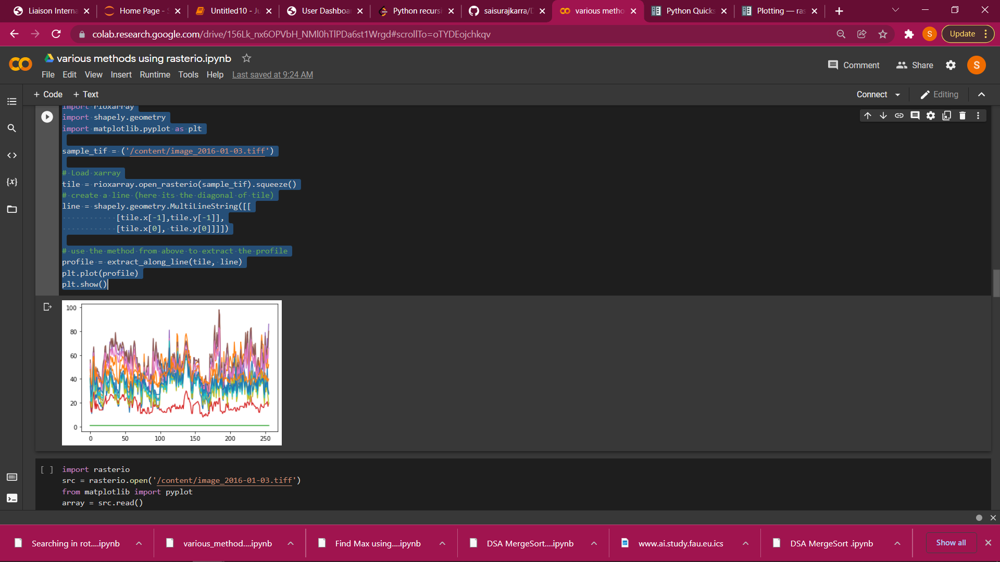 Liaison Interna
Home Page - S
Untitled10 - Ju
User Dashboar
Python recursi
saisurajkarra/D
various metho
Python Quicks
Plotting — ras
colab.research.google.com/drive/156Lk_nx6OPVbH_NMl0hTlPDa6st1Wrgd#scrollTo=oTYDEojchkqv
S
Update
various methods using rasterio.ipynb
Comment
Share
S
File Edit View Insert Runtime Tools Help Last saved at 9:24 AM
+ Code + Text
Connect
Editing
import rioxarray
import shapely.geometry
import matplotlib.pyplot as plt
sample_tif = ('/content/image_2016-01-03.tiff')
# Load xarray
tile = rioxarray.open_rasterio(sample_tif).squeeze()
# create a line (here its the diagonal of tile)
line = shapely.geometry.MultiLineString([[
[tile.x[-1],tile.y[-1]],
[tile.x[0], tile.y[0]]]])
# use the method from above to extract the profile
profile = extract_along_line(tile, line)
plt.plot(profile)
plt.show()
100
80
60
40
20
0
0 50 100 150 200 250
[ ] import rasterio
src = rasterio.open('/content/image_2016-01-03.tiff')
from matplotlib import pyplot
array = src.read()
Searching in rot....ipynb
various_method....ipynb
Find Max using....ipynb
DSA MergeSort....ipynb
www.ai.study.fau.eu.ics
DSA MergeSort .ipynb
Show all